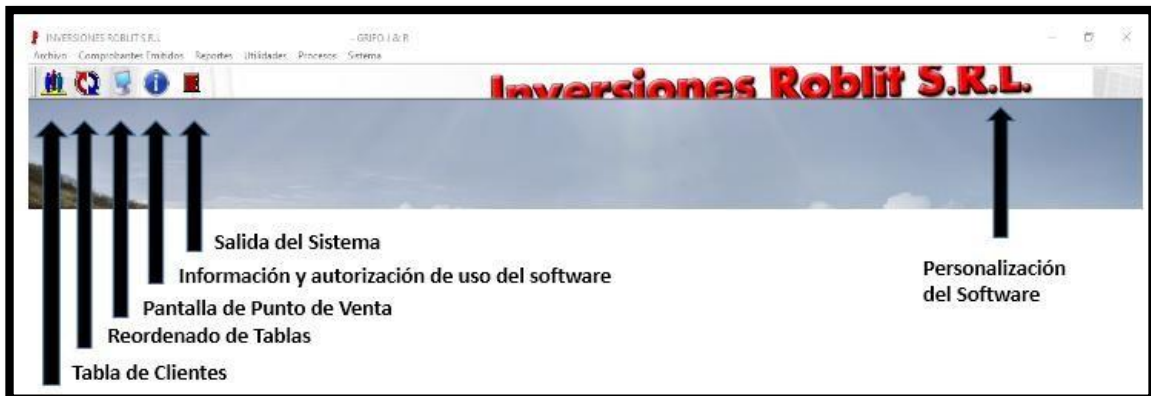 INVERSIONES ROBLIT S.R.L. - GRIFO J & R
Archivo Comprobantes Emitidos Reportes Utilidades Procesos Sistema
Inversiones Roblit S.R.L.
Salida del Sistema
Información y autorización de uso del software
Pantalla de Punto de Venta
Reordenado de Tablas
Tabla de Clientes
Personalización
del Software